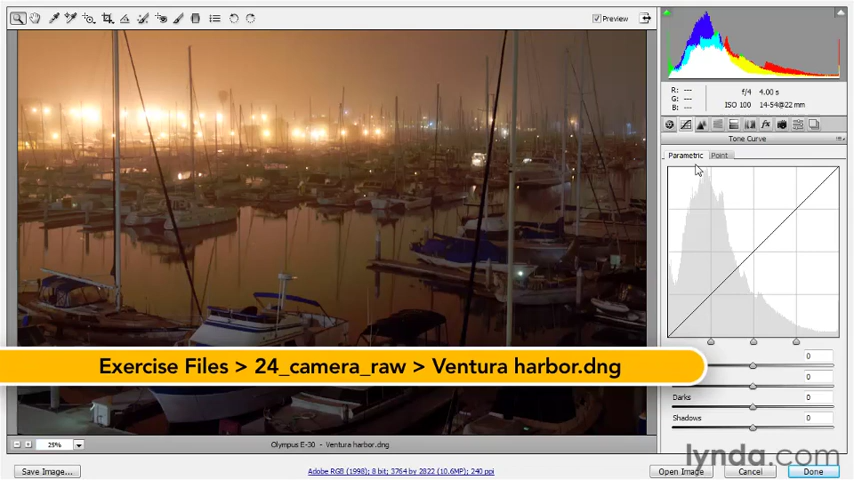 Preview
R: ---
G: ---
B: ---
f/4 4.00 s
ISO 100 14-54@22 mm
Tone Curve
Parametric Point
0
0
Exercise Files > 24_camera_raw > Ventura harbor.dng
Darks 0
Shadows 0
25% Olympus E-30 - Ventura harbor.dng
lynda.com
Save Image... Adobe RGB (1998); 8 bit; 3764 by 2822 (10.6MP); 240 ppi Open Image Cancel Done